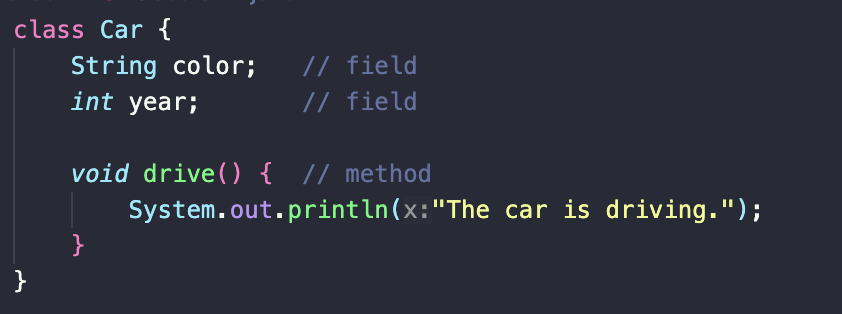 class Car {
    String color;   // field
    int year;       // field

    void drive() {  // method
        System.out.println(x:"The car is driving.");
    }
}